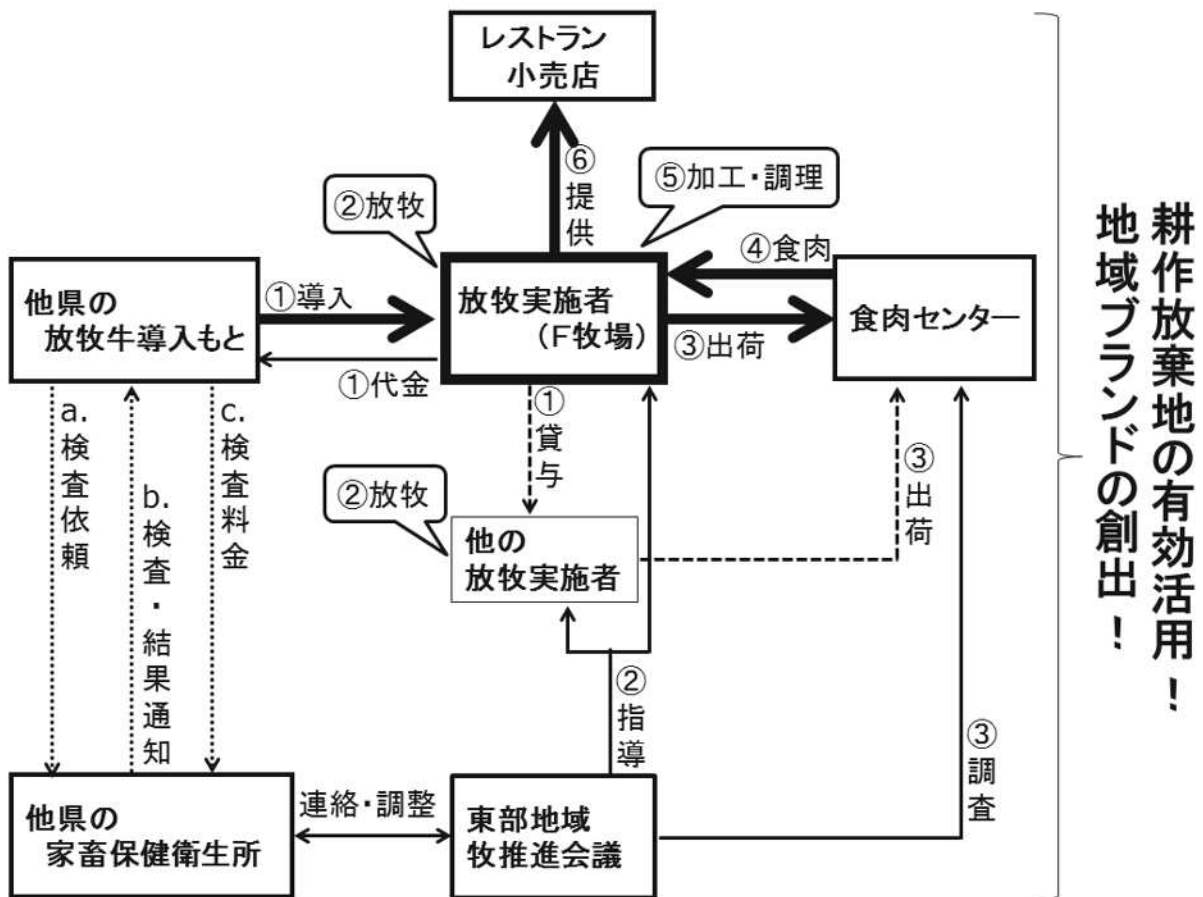 レストラン
小売店
⑥提供
⑤加工・調理
②放牧
④食肉
他県の
放牧牛導入もと
①導入
放牧実施者
(F牧場)
食肉センター
③出荷
①代金
①貸与
a.検査依頼
b.検査・結果通知
c.検査料金
②放牧
他の
放牧実施者
③出荷
②指導
③調査
他県の
家畜保健衛生所
連絡・調整
東部地域
牧推進会議
耕作放棄地の有効活用！
地域ブランドの創出！